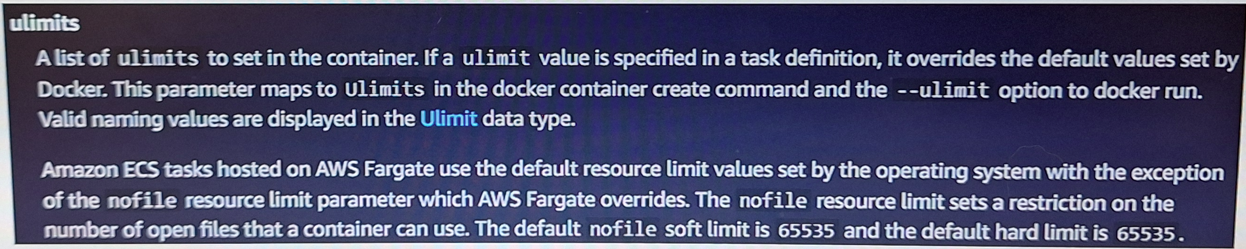 ulimits
A list of ulimits to set in the container. If a ulimit value is specified in a task definition, it overrides the default values set by
Docker. This parameter maps to Ulimits in the docker container create command and the --ulimit option to docker run.
Valid naming values are displayed in the Ulimit data type.
Amazon ECS tasks hosted on AWS Fargate use the default resource limit values set by the operating system with the exception
of the nofile resource limit parameter which AWS Fargate overrides. The nofile resource limit sets a restriction on the
number of open files that a container can use. The default nofile soft limit is 65535 and the default hard limit is 65535.